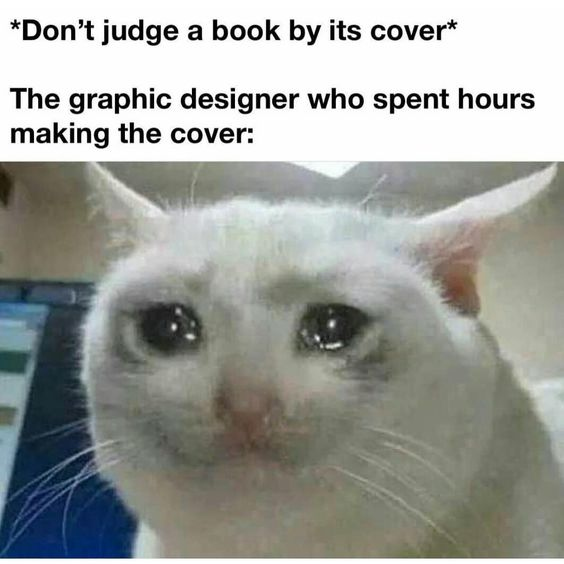 *Don’t judge a book by its cover*
The graphic designer who spent hours
making the cover: